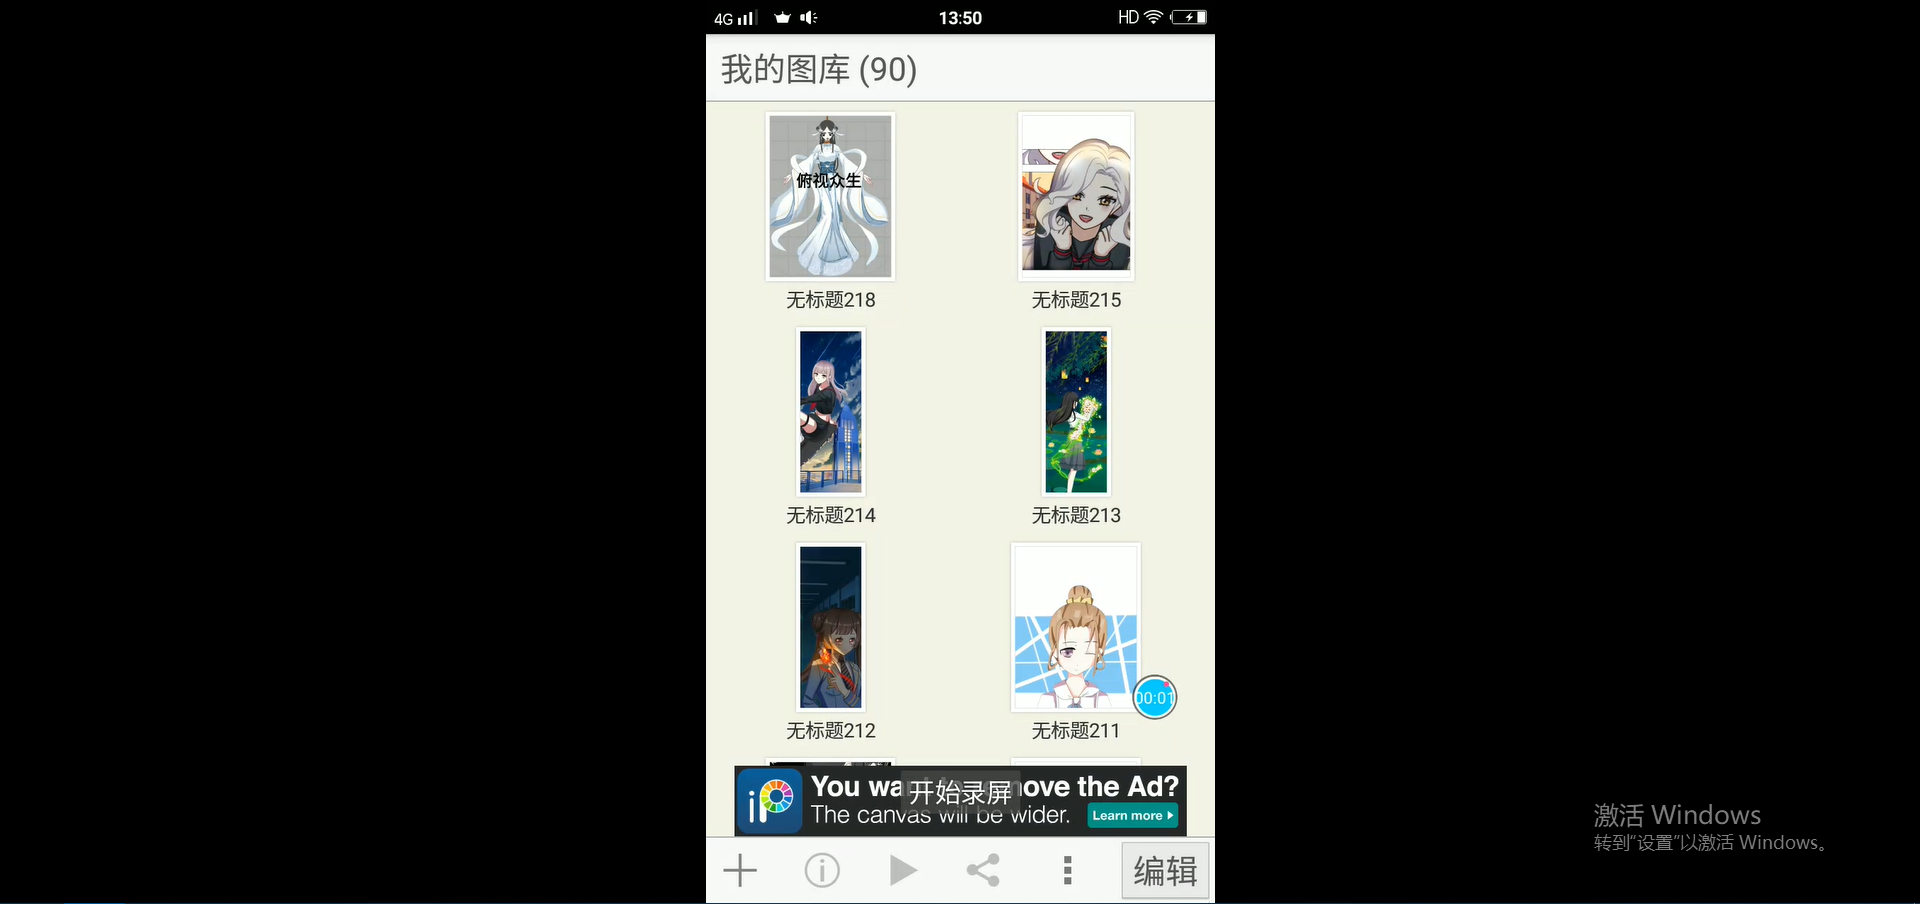 4G
13:50
HD
我的图库 (90)
俯视众生
无标题218
无标题215
无标题214
无标题213
无标题212
无标题211
00:01
You wa
ove the Ad?
开始录屏
The canvas will be wider.
Learn more
iP
编辑
激活 Windows
转到“设置”以激活 Windows。